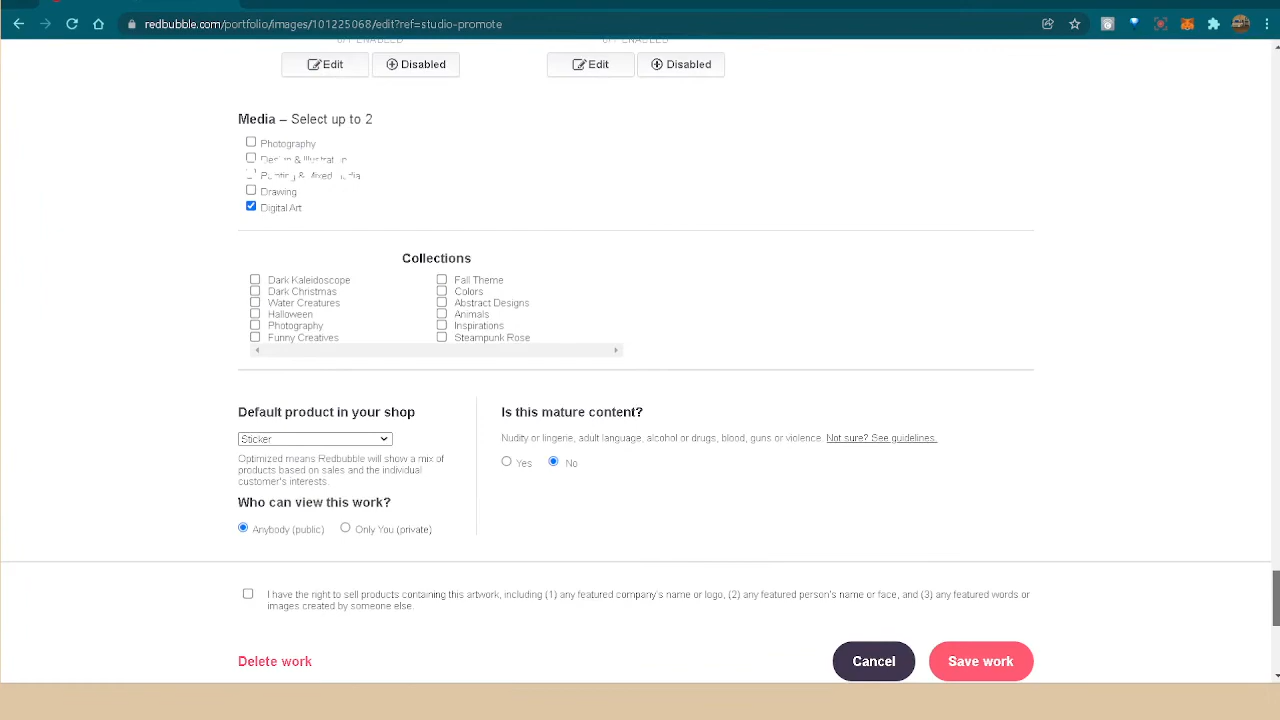 redbubble.com/portfolio/images/101225068/edit?ref=studio-promote
Edit Disabled Edit Disabled
Media – Select up to 2
Photography
Drawing
Digital Art
Collections
Dark Kaleidoscope Fall Theme
Dark Christmas Colors
Water Creatures Abstract Designs
Halloween Animals
Photography Inspirations
Funny Creatives Steampunk Rose
Default product in your shop
Sticker
Optimized means Redbubble will show a mix of
products based on sales and the individual
customer's interests.
Who can view this work?
Anybody (public) Only You (private)
Is this mature content?
Nudity or lingerie, adult language, alcohol or drugs, blood, guns or violence. Not sure? See guidelines.
Yes No
I have the right to sell products containing this artwork, including (1) any featured company's name or logo, (2) any featured person's name or face, and (3) any featured words or
images created by someone else.
Delete work Cancel Save work